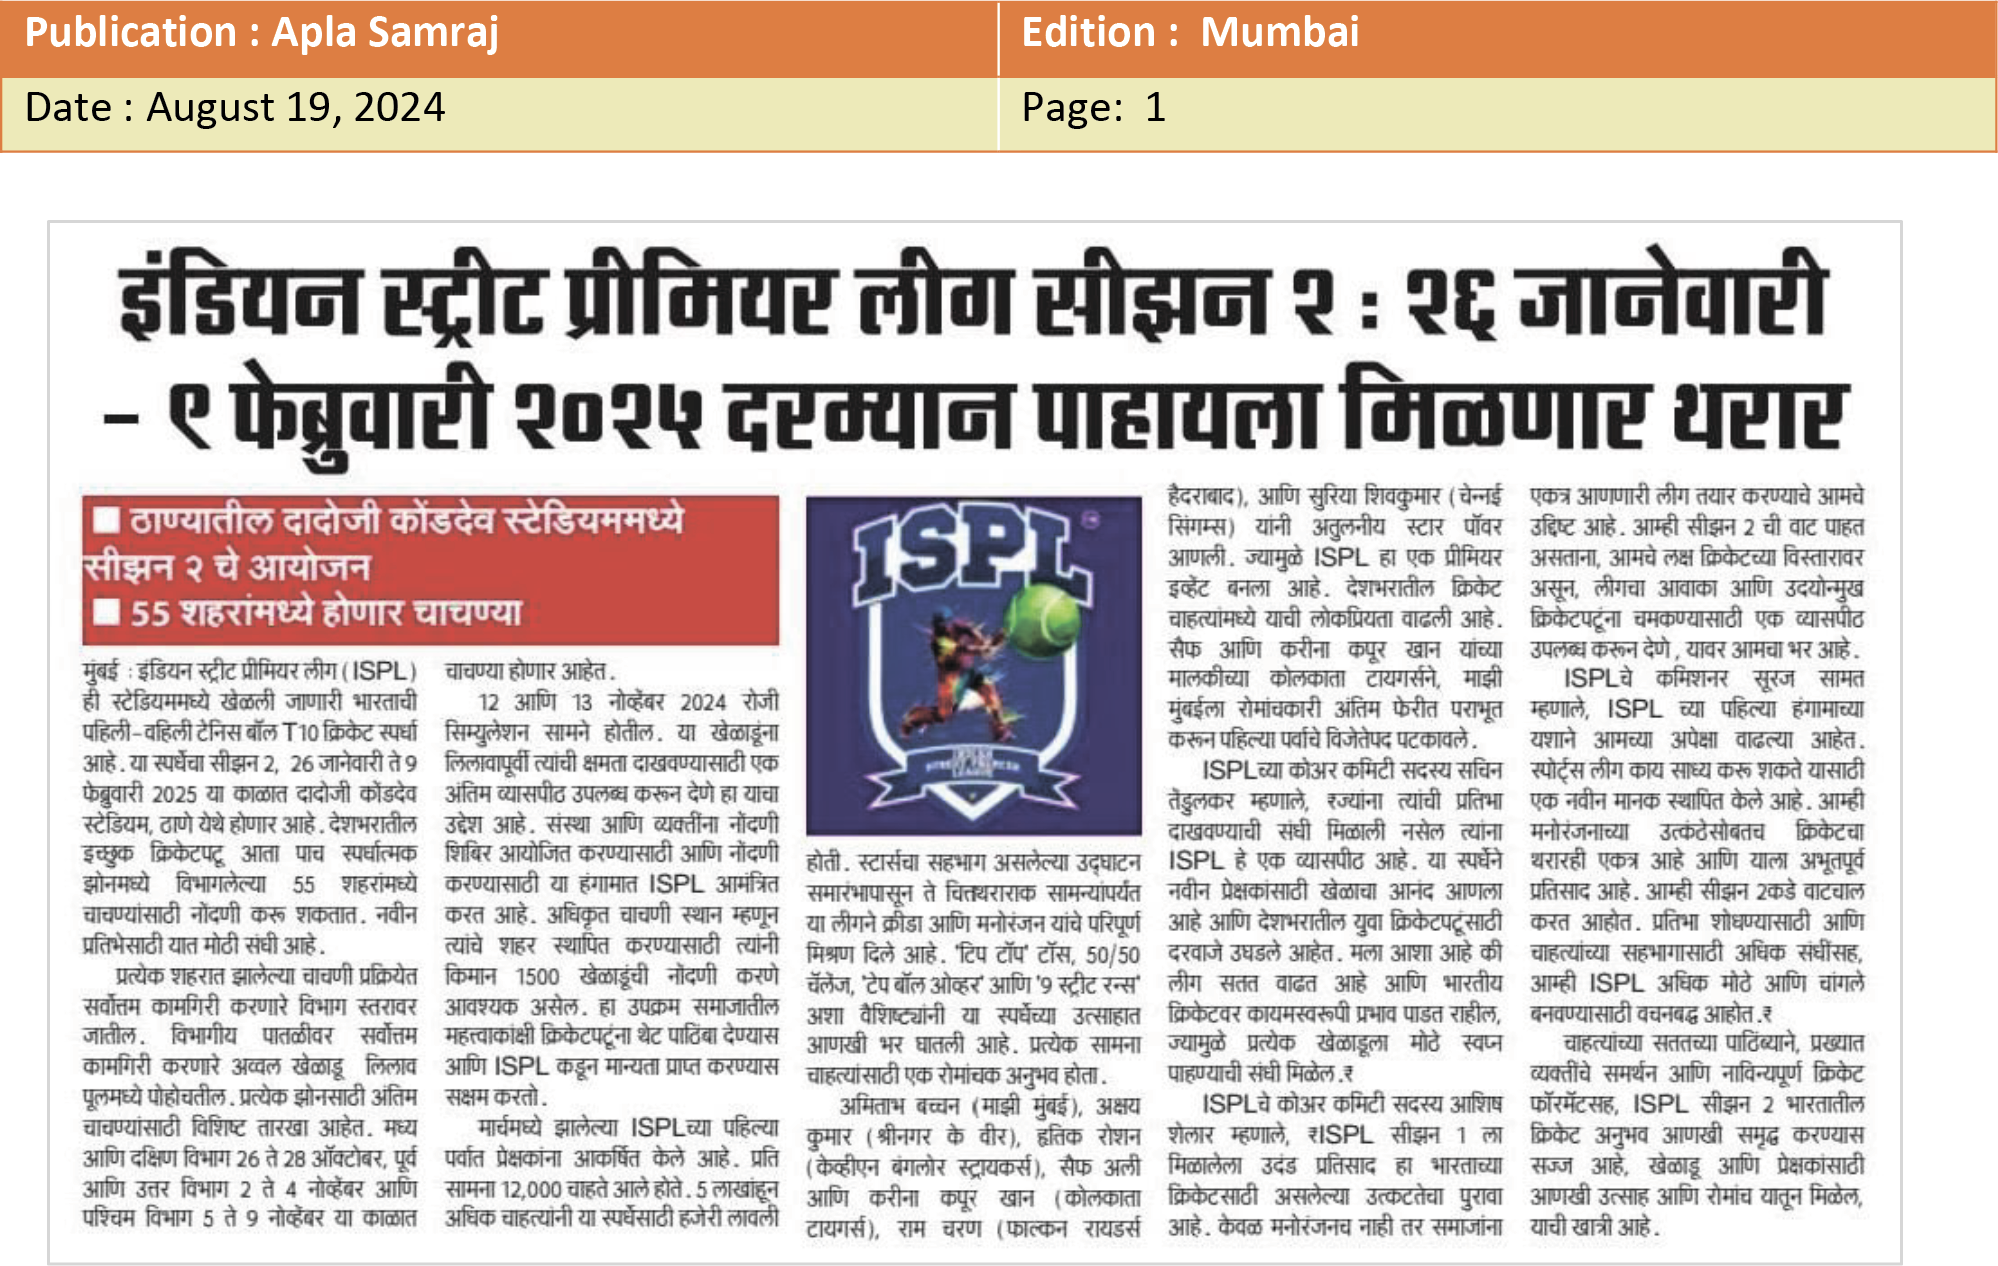 Publication : Apla Samraj
Edition :  Mumbai
Date : August 19, 2024
Page:  1
इंडियन स्ट्रीट प्रीमियर लीग सीझन २ : २६ जानेवारी
- ९ फेब्रुवारी २०२५ दरम्यान पाहायला मिळणार थरार
■ ठाण्यातील दादोजी कोंडदेव स्टेडियममध्ये
सीझन २ चे आयोजन
■ 55 शहरांमध्ये होणार चाचण्या
मुंबई : इंडियन स्ट्रीट प्रीमियर लीग (ISPL)
ही स्टेडियममध्ये खेळली जाणारी भारताची
पहिली-वहिली टेनिस बॉल T10 क्रिकेट स्पर्धा
आहे. या स्पर्धेचा सीझन 2, 26 जानेवारी ते 9
फेब्रुवारी 2025 या काळात दादोजी कोंडदेव
स्टेडियम, ठाणे येथे होणार आहे. देशभरातील
इच्छुक क्रिकेटपटू आता पाच स्पर्धात्मक
झोनमध्ये विभागलेल्या 55 शहरांमध्ये
चाचण्यांसाठी नोंदणी करू शकतात. नवीन
प्रतिभेसाठी यात मोठी संधी आहे.
प्रत्येक शहरात झालेल्या चाचणी प्रक्रियेत
सर्वोत्तम कामगिरी करणारे विभाग स्तरावर
जातील. विभागीय पातळीवर सर्वोत्तम
कामगिरी करणारे अव्वल खेळाडू लिलाव
पूलमध्ये पोहोचतील. प्रत्येक झोनसाठी अंतिम
चाचण्यांसाठी विशिष्ट तारखा आहेत. मध्य
आणि दक्षिण विभाग 26 ते 28 ऑक्टोबर, पूर्व
आणि उत्तर विभाग 2 ते 4 नोव्हेंबर आणि
पश्चिम विभाग 5 ते 9 नोव्हेंबर या काळात
चाचण्या होणार आहेत.
12 आणि 13 नोव्हेंबर 2024 रोजी
सिम्युलेशन सामने होतील. या खेळाडूंना
लिलावापूर्वी त्यांची क्षमता दाखवण्यासाठी एक
अंतिम व्यासपीठ उपलब्ध करून देणे हा याचा
उद्देश आहे. संस्था आणि व्यक्तींना नोंदणी
शिबिर आयोजित करण्यासाठी आणि नोंदणी
करण्यासाठी या हंगामात ISPL आमंत्रित
करत आहे. अधिकृत चाचणी स्थान म्हणून
त्यांचे शहर स्थापित करण्यासाठी त्यांनी
किमान 1500 खेळाडूंची नोंदणी करणे
आवश्यक असेल. हा उपक्रम समाजातील
महत्त्वाकांक्षी क्रिकेटपटूंना थेट पाठिंबा देण्यास
आणि ISPL कडून मान्यता प्राप्त करण्यास
सक्षम करतो.
मार्चमध्ये झालेल्या ISPLच्या पहिल्या
पर्वात प्रेक्षकांना आकर्षित केले आहे. प्रति
सामना 12,000 चाहते आले होते. 5 लाखांहून
अधिक चाहत्यांनी या स्पर्धेसाठी हजेरी लावली
ISPL
होती. स्टार्सचा सहभाग असलेल्या उद्घाटन
समारंभापासून ते चित्तथरारक सामन्यांपर्यंत
या लीगने क्रीडा आणि मनोरंजन यांचे परिपूर्ण
मिश्रण दिले आहे. 'टिप टॉप' टॉस, 50/50
चॅलेंज, 'टेप बॉल ओव्हर' आणि '9 स्ट्रीट रन्स'
अशा वैशिष्ट्यांनी या स्पर्धेच्या उत्साहात
आणखी भर घातली आहे. प्रत्येक सामना
चाहत्यांसाठी एक रोमांचक अनुभव होता.
अमिताभ बच्चन (माझी मुंबई), अक्षय
कुमार (श्रीनगर के वीर), हृतिक रोशन
(केव्हीएन बंगलोर स्ट्रायकर्स), सैफ अली
आणि करीना कपूर खान (कोलकाता
टायगर्स), राम चरण (फाल्कन रायडर्स
हैदराबाद), आणि सुरिया शिवकुमार (चेन्नई
सिंगम्स) यांनी अतुलनीय स्टार पॉवर
आणली. ज्यामुळे ISPL हा एक प्रीमियर
इव्हेंट बनला आहे. देशभरातील क्रिकेट
चाहत्यांमध्ये याची लोकप्रियता वाढली आहे.
सैफ आणि करीना कपूर खान यांच्या
मालकीच्या कोलकाता टायगर्सने, माझी
मुंबईला रोमांचकारी अंतिम फेरीत पराभूत
करून पहिल्या पर्वाचे विजेतेपद पटकावले.
ISPLच्या कोअर कमिटी सदस्य सचिन
तेंडुलकर म्हणाले, ₹ज्यांना त्यांची प्रतिभा
दाखवण्याची संधी मिळाली नसेल त्यांना
ISPL हे एक व्यासपीठ आहे. या स्पर्धेने
नवीन प्रेक्षकांसाठी खेळाचा आनंद आणला
आहे आणि देशभरातील युवा क्रिकेटपटूंसाठी
दरवाजे उघडले आहेत. मला आशा आहे की
लीग सतत वाढत आहे आणि भारतीय
क्रिकेटवर कायमस्वरूपी प्रभाव पाडत राहील,
ज्यामुळे प्रत्येक खेळाडूला मोठे स्वप्न
पाहण्याची संधी मिळेल.₹
ISPLचे कोअर कमिटी सदस्य आशिष
शेलार म्हणाले, ₹ISPL सीझन 1 ला
मिळालेला उदंड प्रतिसाद हा भारताच्या
क्रिकेटसाठी असलेल्या उत्कटतेचा पुरावा
आहे. केवळ मनोरंजनच नाही तर समाजांना
एकत्र आणणारी लीग तयार करण्याचे आमचे
उद्दिष्ट आहे. आम्ही सीझन 2 ची वाट पाहत
असताना, आमचे लक्ष क्रिकेटच्या विस्तारावर
असून, लीगचा आवाका आणि उदयोन्मुख
क्रिकेटपटूंना चमकण्यासाठी एक व्यासपीठ
उपलब्ध करून देणे, यावर आमचा भर आहे.
ISPLचे कमिशनर सूरज सामत
म्हणाले, ISPL च्या पहिल्या हंगामाच्या
यशाने आमच्या अपेक्षा वाढल्या आहेत.
स्पोर्ट्स लीग काय साध्य करू शकते यासाठी
एक नवीन मानक स्थापित केले आहे. आम्ही
मनोरंजनाच्या उत्कंठेसोबतच क्रिकेटचा
थरारही एकत्र आहे आणि याला अभूतपूर्व
प्रतिसाद आहे. आम्ही सीझन 2कडे वाटचाल
करत आहोत. प्रतिभा शोधण्यासाठी आणि
चाहत्यांच्या सहभागासाठी अधिक संधींसह,
आम्ही ISPL अधिक मोठे आणि चांगले
बनवण्यासाठी वचनबद्ध आहोत.₹
चाहत्यांच्या सततच्या पाठिंब्याने, प्रख्यात
व्यक्तींचे समर्थन आणि नाविन्यपूर्ण क्रिकेट
फॉरमॅटसह, ISPL सीझन 2 भारतातील
क्रिकेट अनुभव आणखी समृद्ध करण्यास
सज्ज आहे, खेळाडू आणि प्रेक्षकांसाठी
आणखी उत्साह आणि रोमांच यातून मिळेल,
याची खात्री आहे.